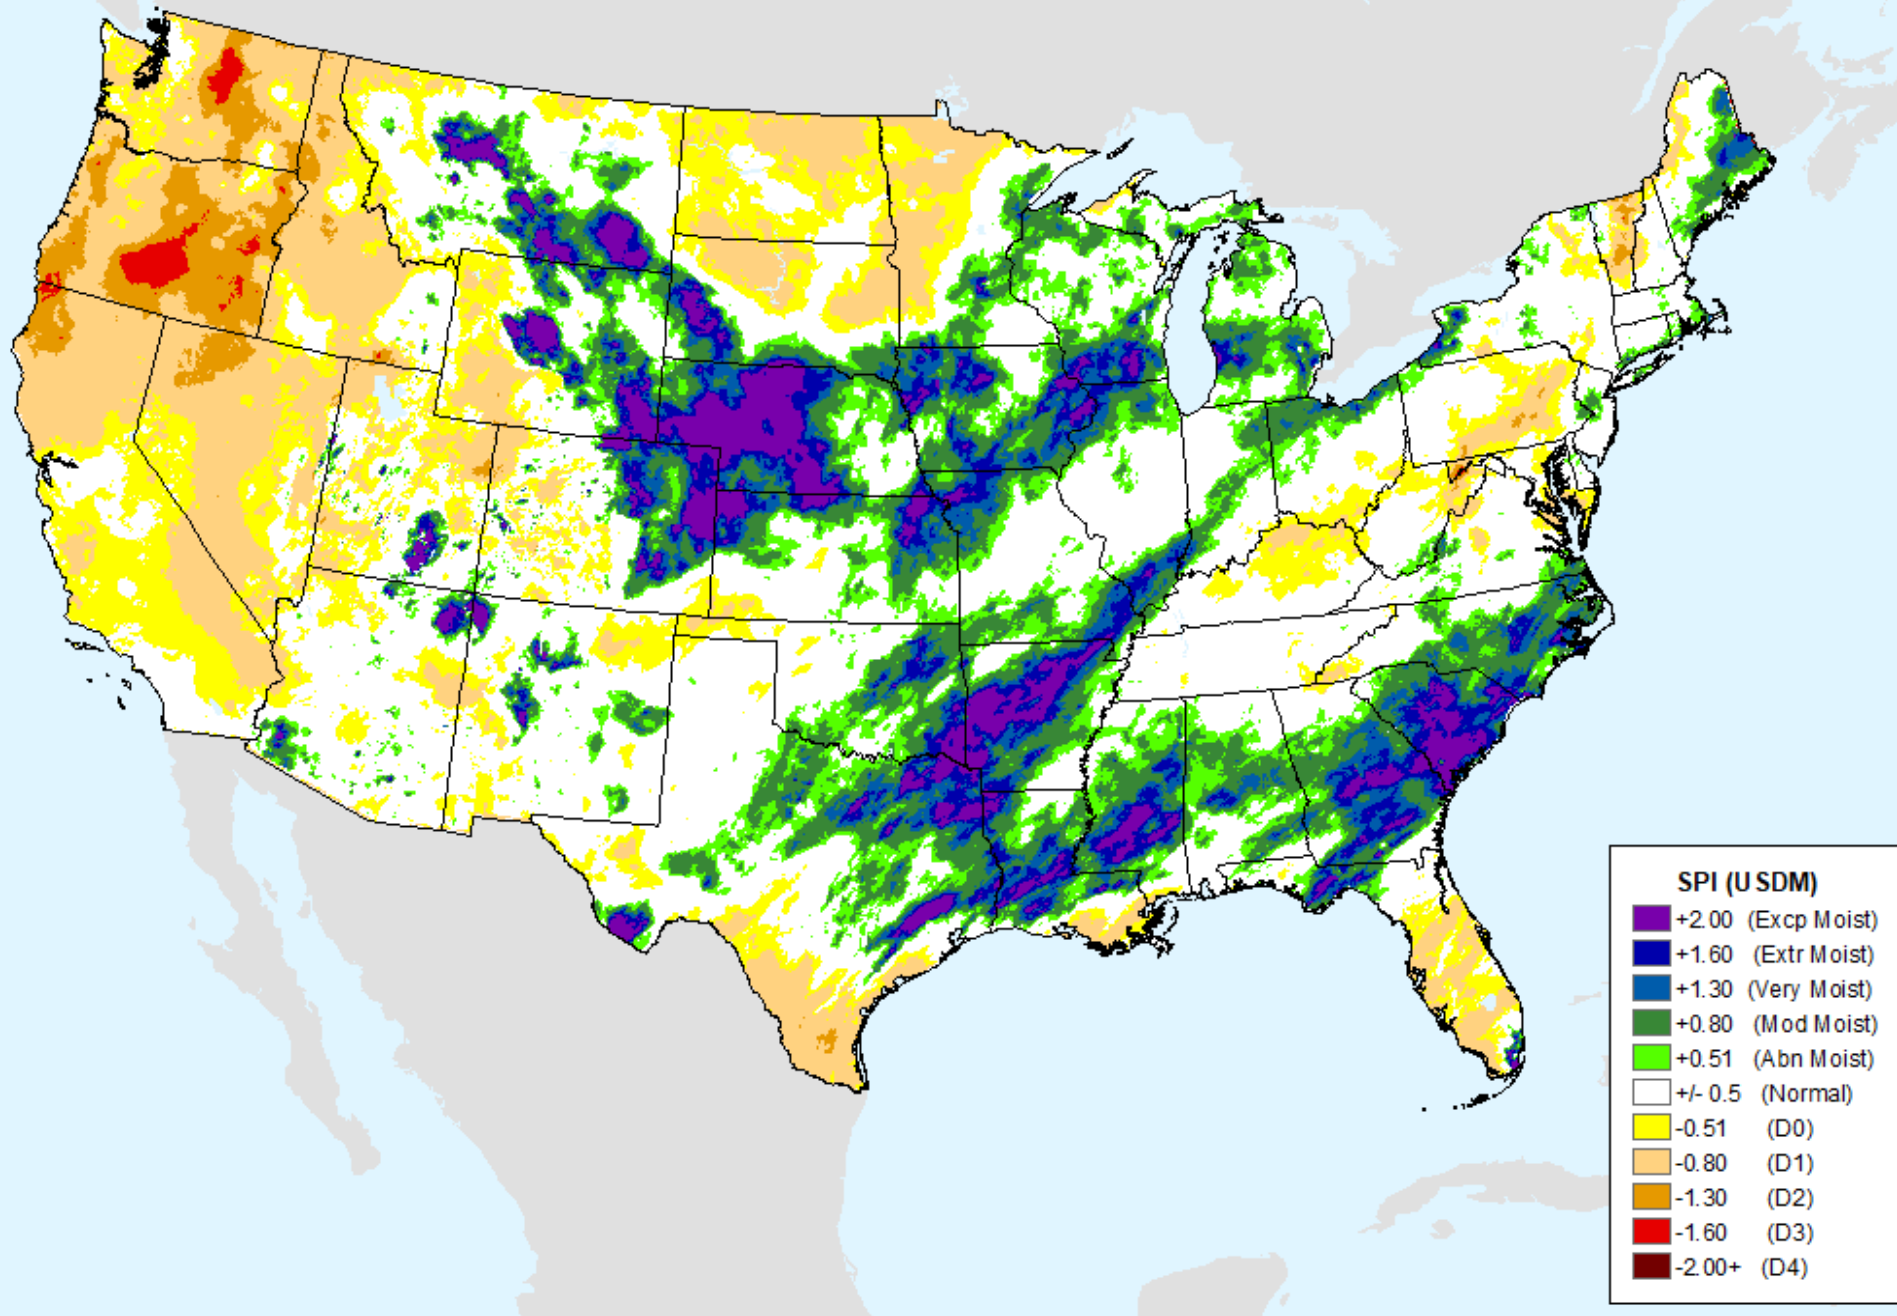 SPI (USDM)
+2.00 (Excp Moist)
+1.60 (Extr Moist)
+1.30 (Very Moist)
+0.80 (Mod Moist)
+0.51 (Abn Moist)
+/- 0.5 (Normal)
-0.51 (D0)
-0.80 (D1)
-1.30 (D2)
-1.60 (D3)
-2.00+ (D4)